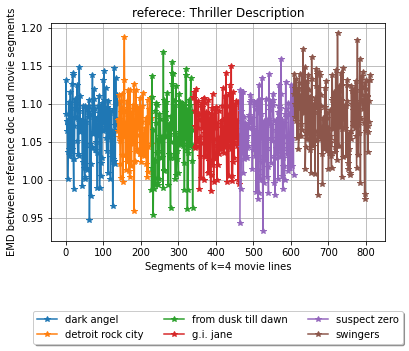 referece: Thriller Description
EMD between reference doc and movie segments
1.20
1.15
1.10
1.05
1.00
0.95
0 100 200 300 400 500 600 700 800
Segments of k=4 movie lines
dark angel from dusk till dawn suspect zero
detroit rock city g.i. jane swingers